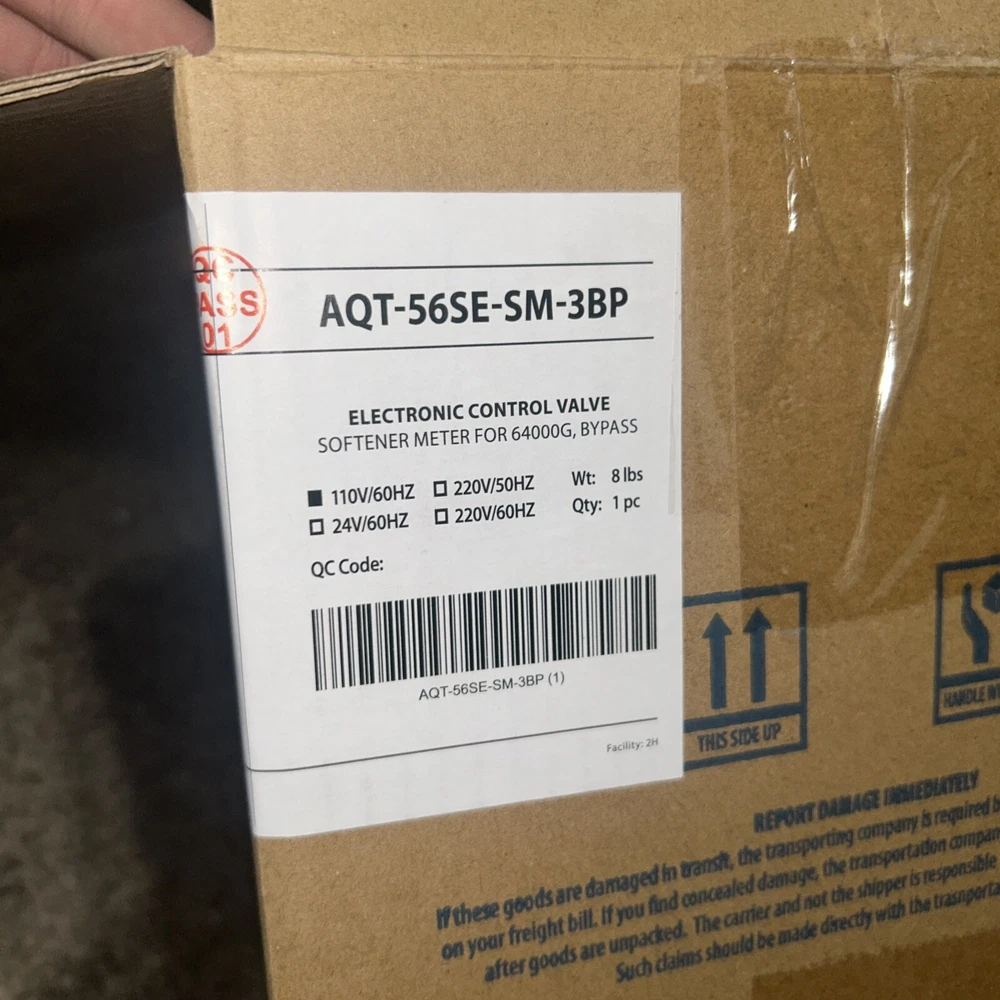 QC
PASS
01
AQT-56SE-SM-3BP
ELECTRONIC CONTROL VALVE
SOFTENER METER FOR 64000G, BYPASS
110V/60HZ 220V/50HZ Wt: 8 lbs
24V/60HZ 220V/60HZ Qty: 1 pc
QC Code:
AQT-56SE-SM-3BP (1)
Facility: 2H
THIS SIDE UP
HANDLE
REPORT DAMAGE IMMEDIATELY
If these goods are damaged in transit, the transporting company is required
on your freight bill. If you find concealed damage, the transportation
after goods are unpacked. The carrier and not the shipper is responsible
Such claims should be made directly with the